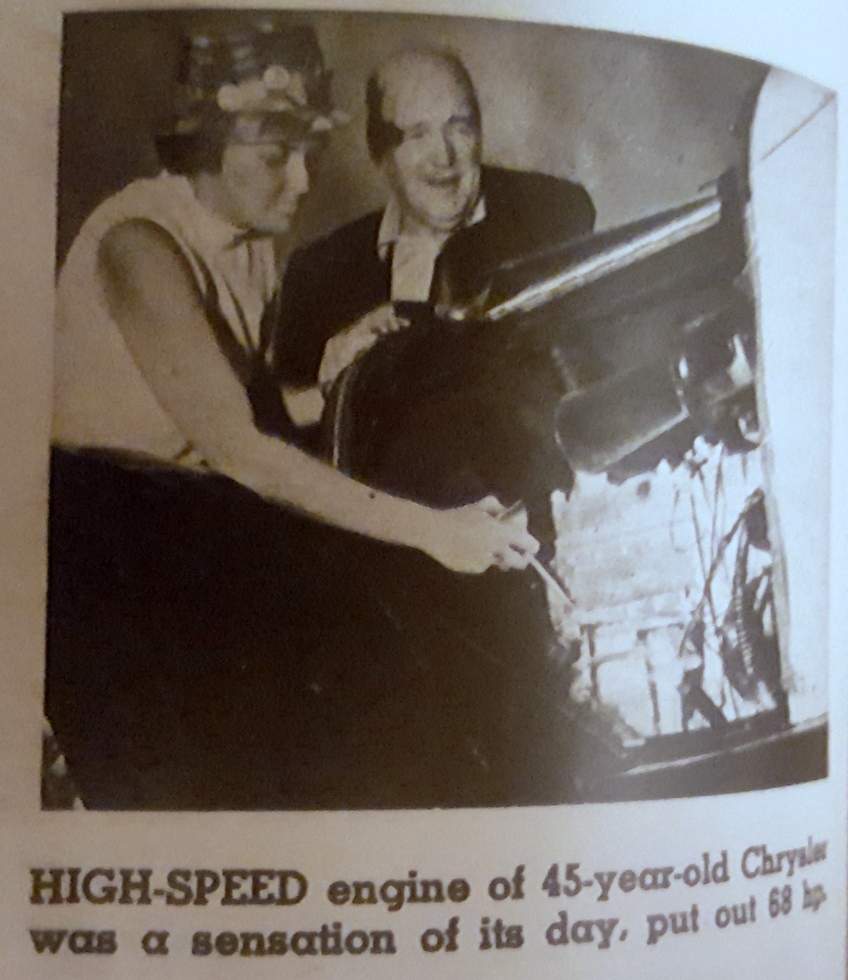 HIGH-SPEED engine of 45-year-old Chrysler
was a sensation of its day, put out 68 hp.